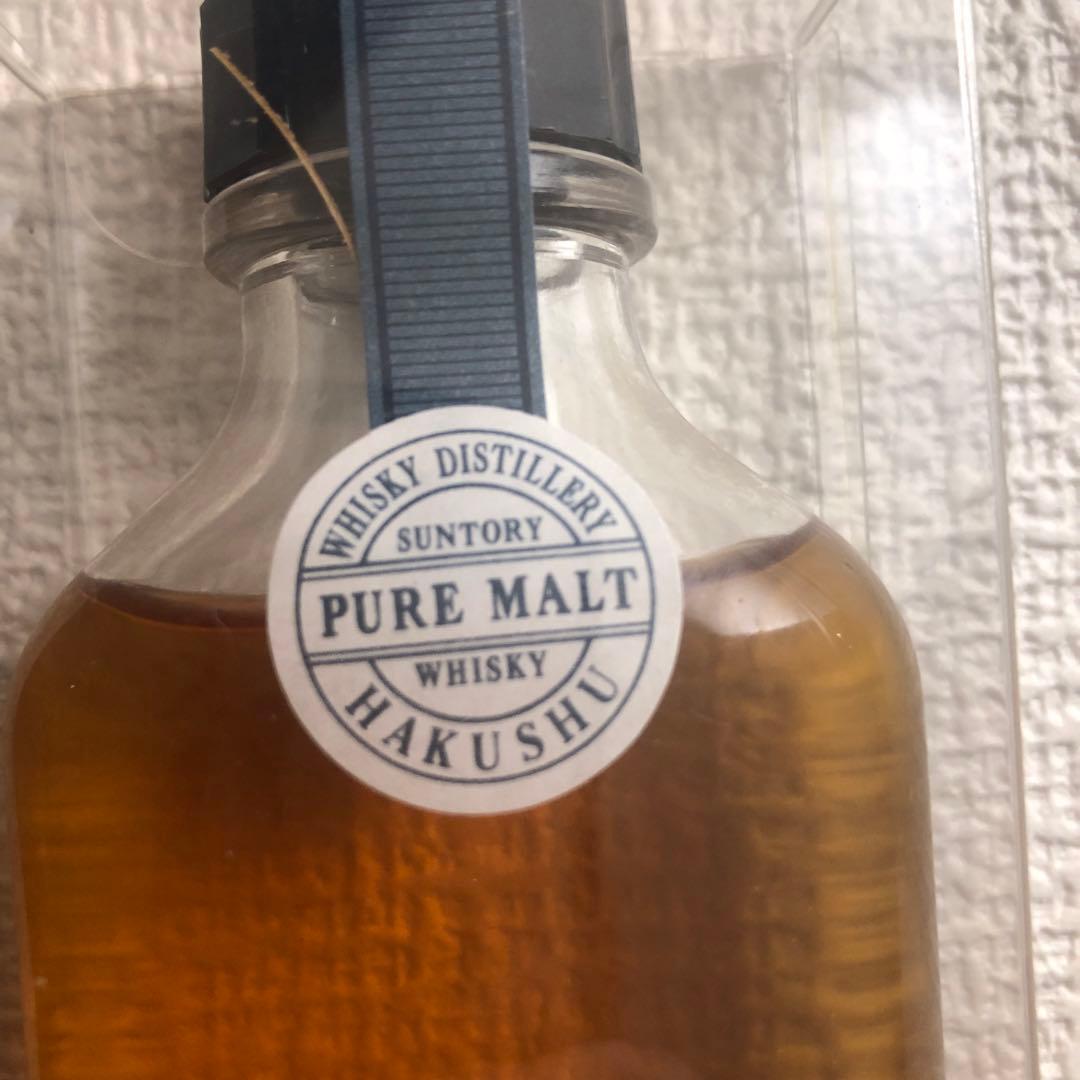 WHISKY DISTILLERY
SUNTORY
PURE MALT
WHISKY
HAKUSHU